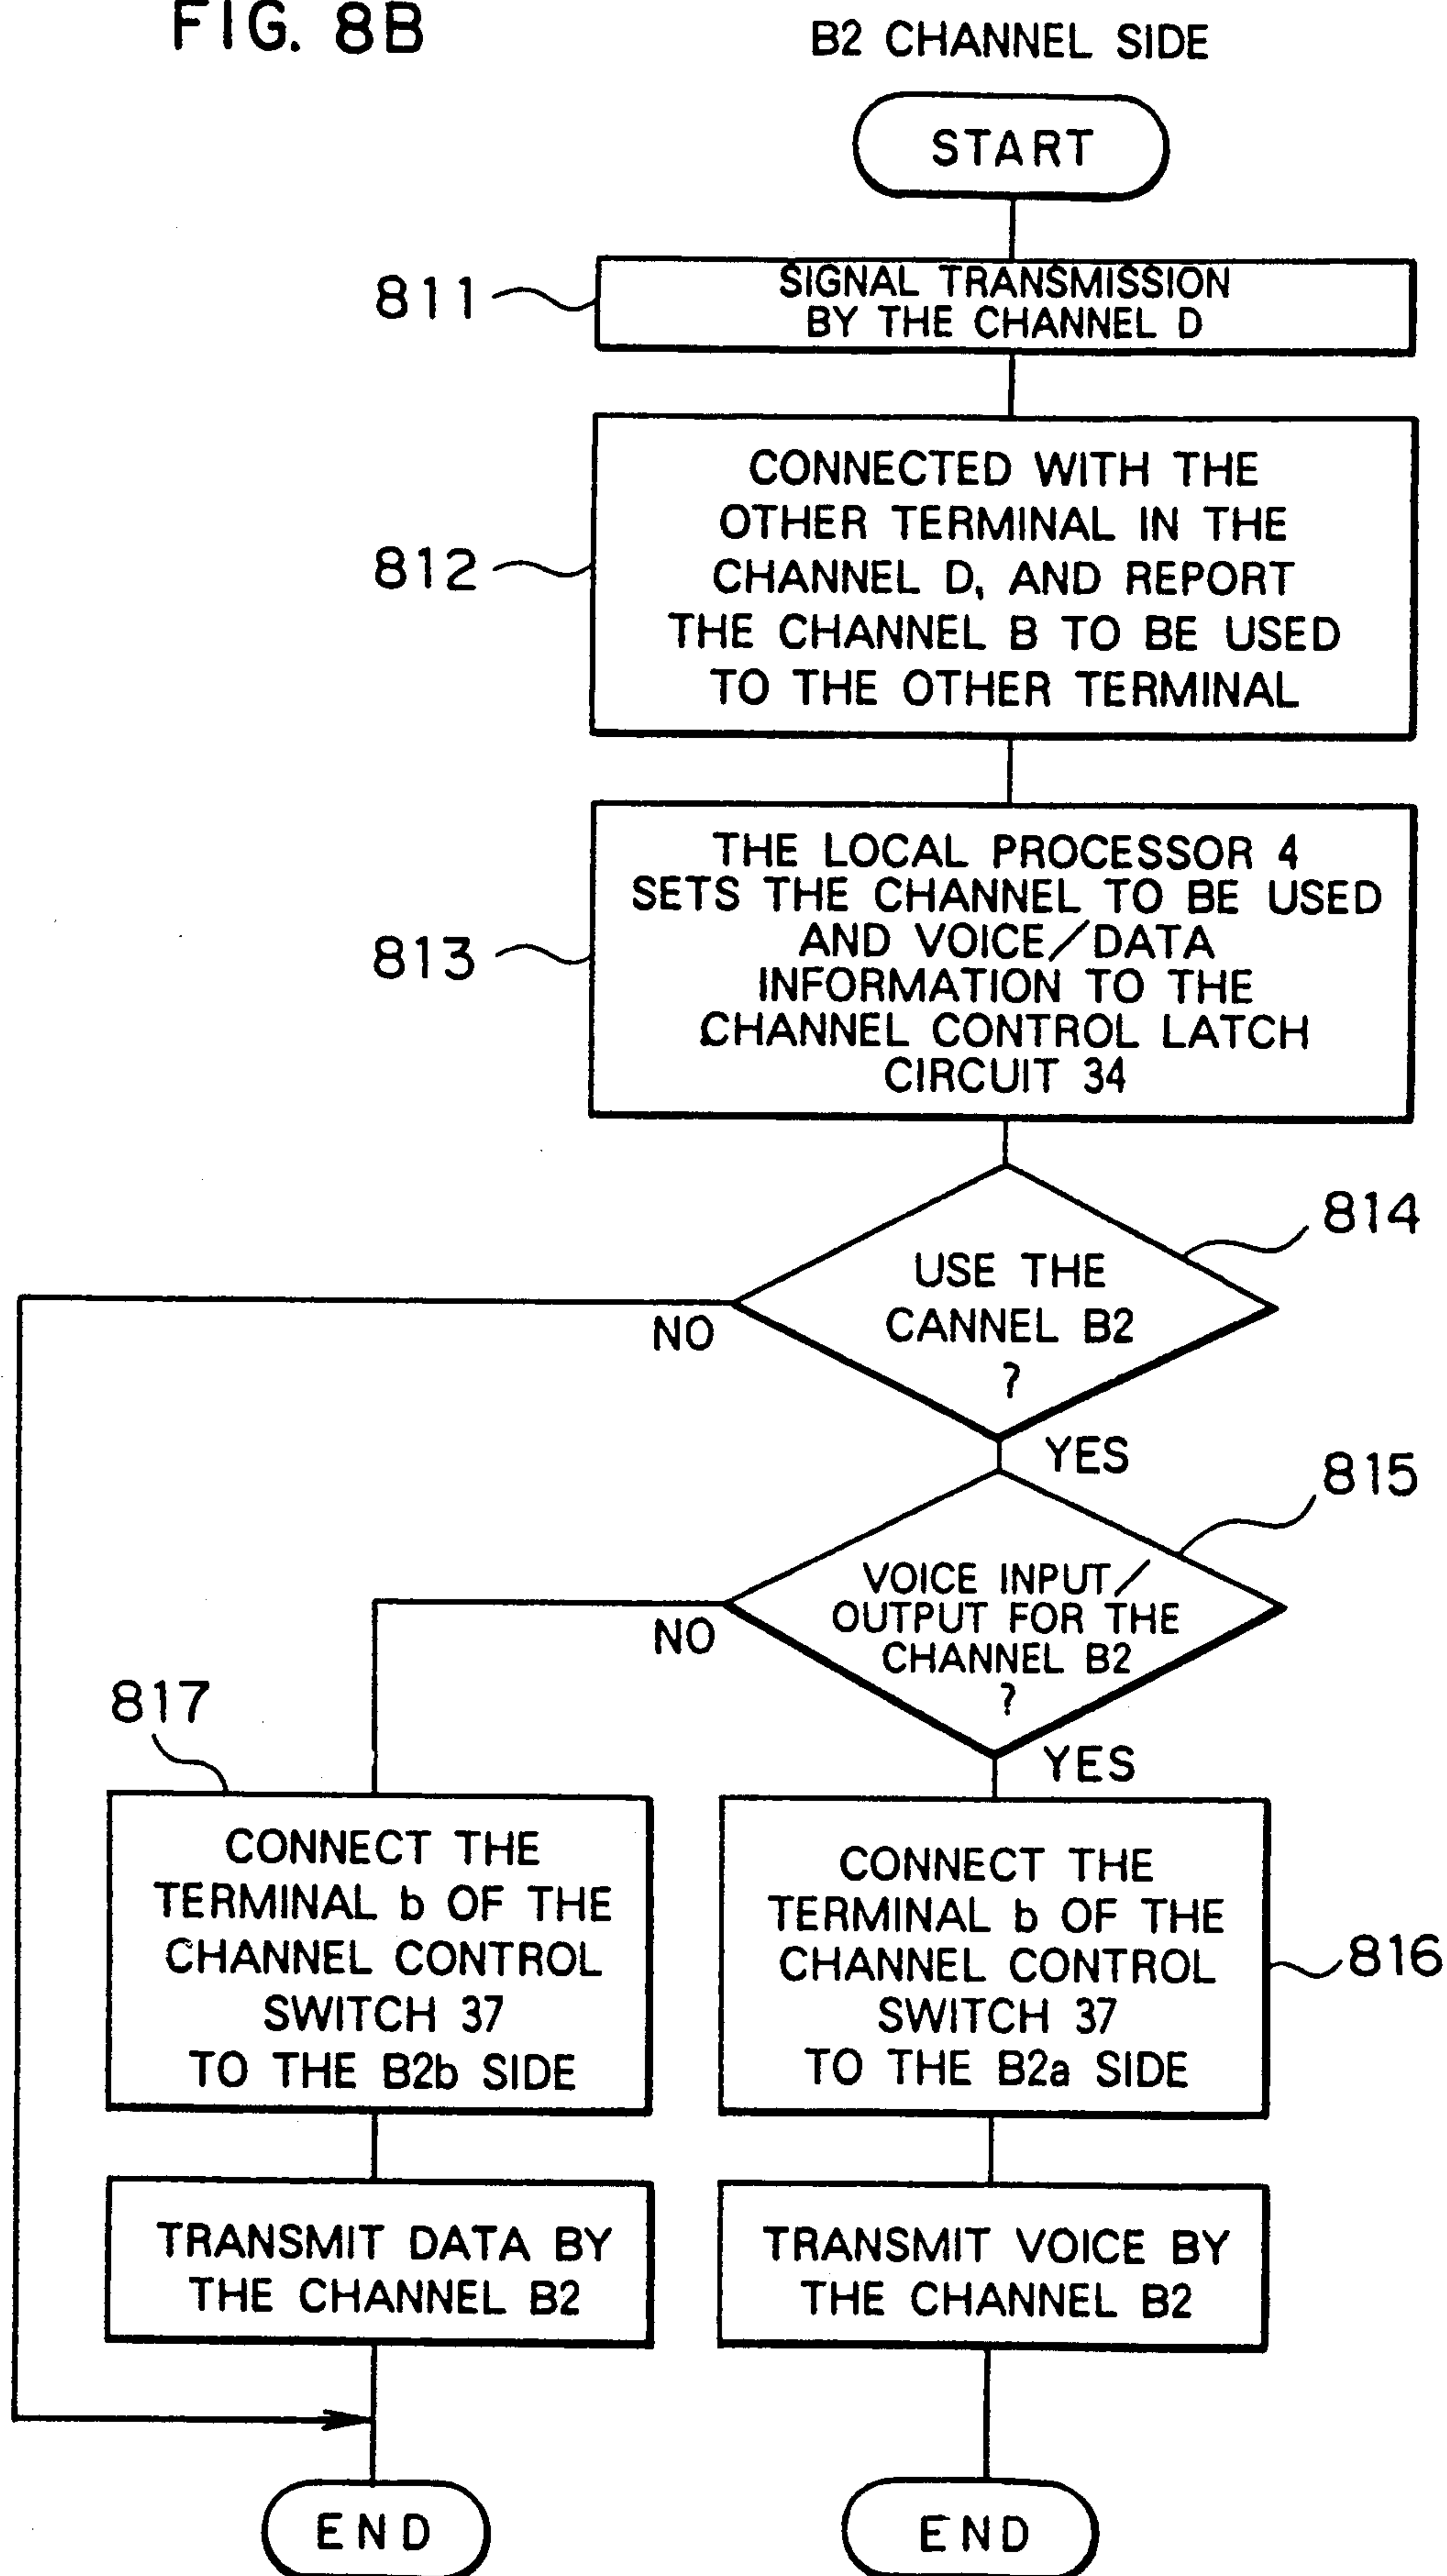 FIG. 8B
B2 CHANNEL SIDE
START
811
SIGNAL TRANSMISSION
BY THE CHANNEL D
812
CONNECTED WITH THE
OTHER TERMINAL IN THE
CHANNEL D, AND REPORT
THE CHANNEL B TO BE USED
TO THE OTHER TERMINAL
813
THE LOCAL PROCESSOR 4
SETS THE CHANNEL TO BE USED
AND VOICE/DATA
INFORMATION TO THE
CHANNEL CONTROL LATCH
CIRCUIT 34
814
USE THE
CANNEL B2
?
NO
YES
815
VOICE INPUT/
OUTPUT FOR THE
CHANNEL B2
?
NO
YES
817
CONNECT THE
TERMINAL b OF THE
CHANNEL CONTROL
SWITCH 37
TO THE B2b SIDE
CONNECT THE
TERMINAL b OF THE
CHANNEL CONTROL
SWITCH 37
TO THE B2a SIDE
816
TRANSMIT DATA BY
THE CHANNEL B2
TRANSMIT VOICE BY
THE CHANNEL B2
END
END